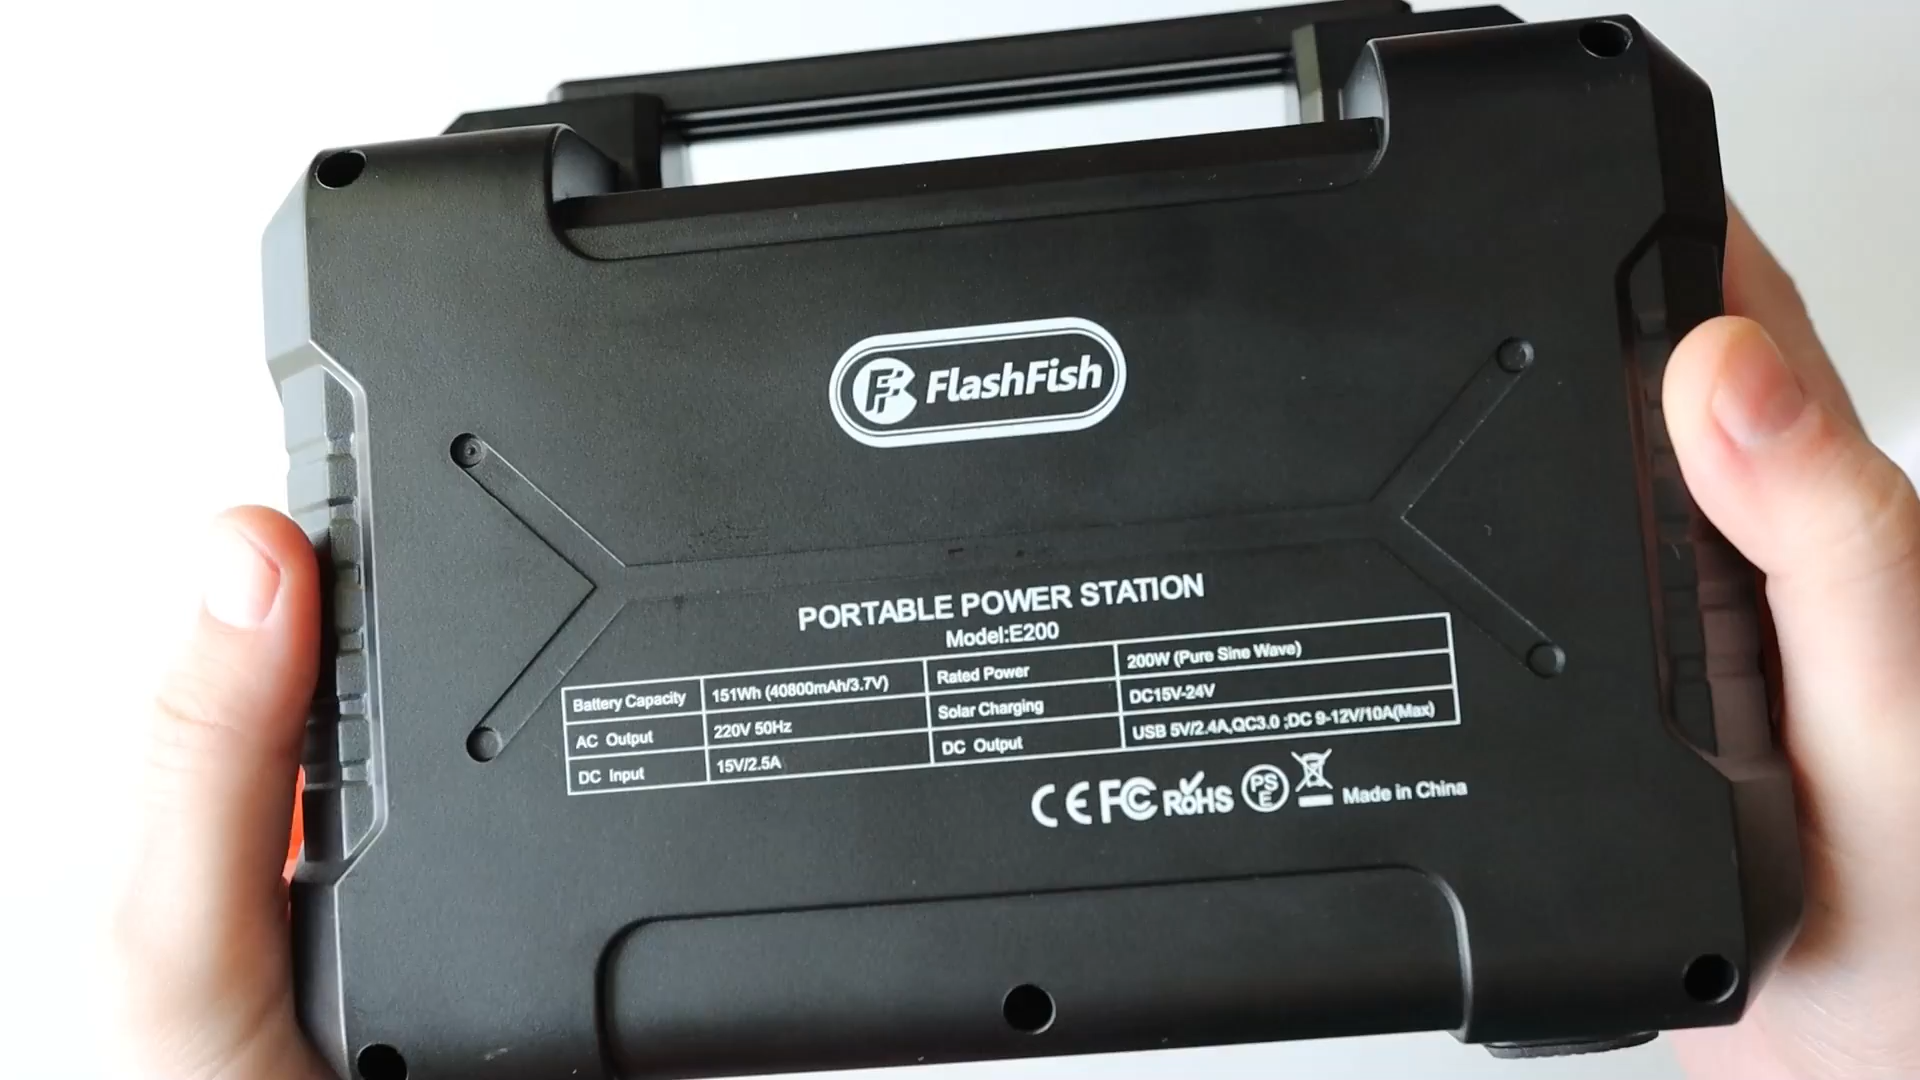 FlashFish
PORTABLE POWER STATION
Model:E200
Battery Capacity 151Wh (40800mAh/3.7V) Rated Power 200W (Pure Sine Wave)
AC Output 220V 50Hz Solar Charging DC15V-24V
DC Input 15V/2.5A DC Output USB 5V/2.4A,QC3.0 ;DC 9-12V/10A(Max)
CE FC RoHS PSE Made in China